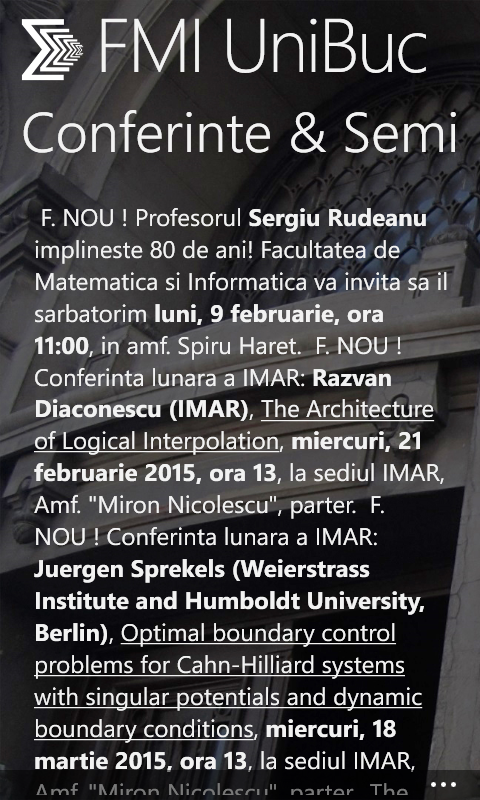 FMI UniBuc
Conferinte & Semi
F. NOU ! Profesorul Sergiu Rudeanu
implineste 80 de ani! Facultatea de
Matematica si Informatica va invita sa il
sarbatorim luni, 9 februarie, ora
11:00, in amf. Spiru Haret.  F. NOU !
Conferinta lunara a IMAR: Razvan
Diaconescu (IMAR), The Architecture
of Logical Interpolation, miercuri, 21
februarie 2015, ora 13, la sediul IMAR,
Amf. "Miron Nicolescu", parter.  F.
NOU ! Conferinta lunara a IMAR:
Juergen Sprekels (Weierstrass
Institute and Humboldt University,
Berlin), Optimal boundary control
problems for Cahn-Hilliard systems
with singular potentials and dynamic
boundary conditions, miercuri, 18
martie 2015, ora 13, la sediul IMAR,
Amf. "Miron Nicolescu", parter.  The